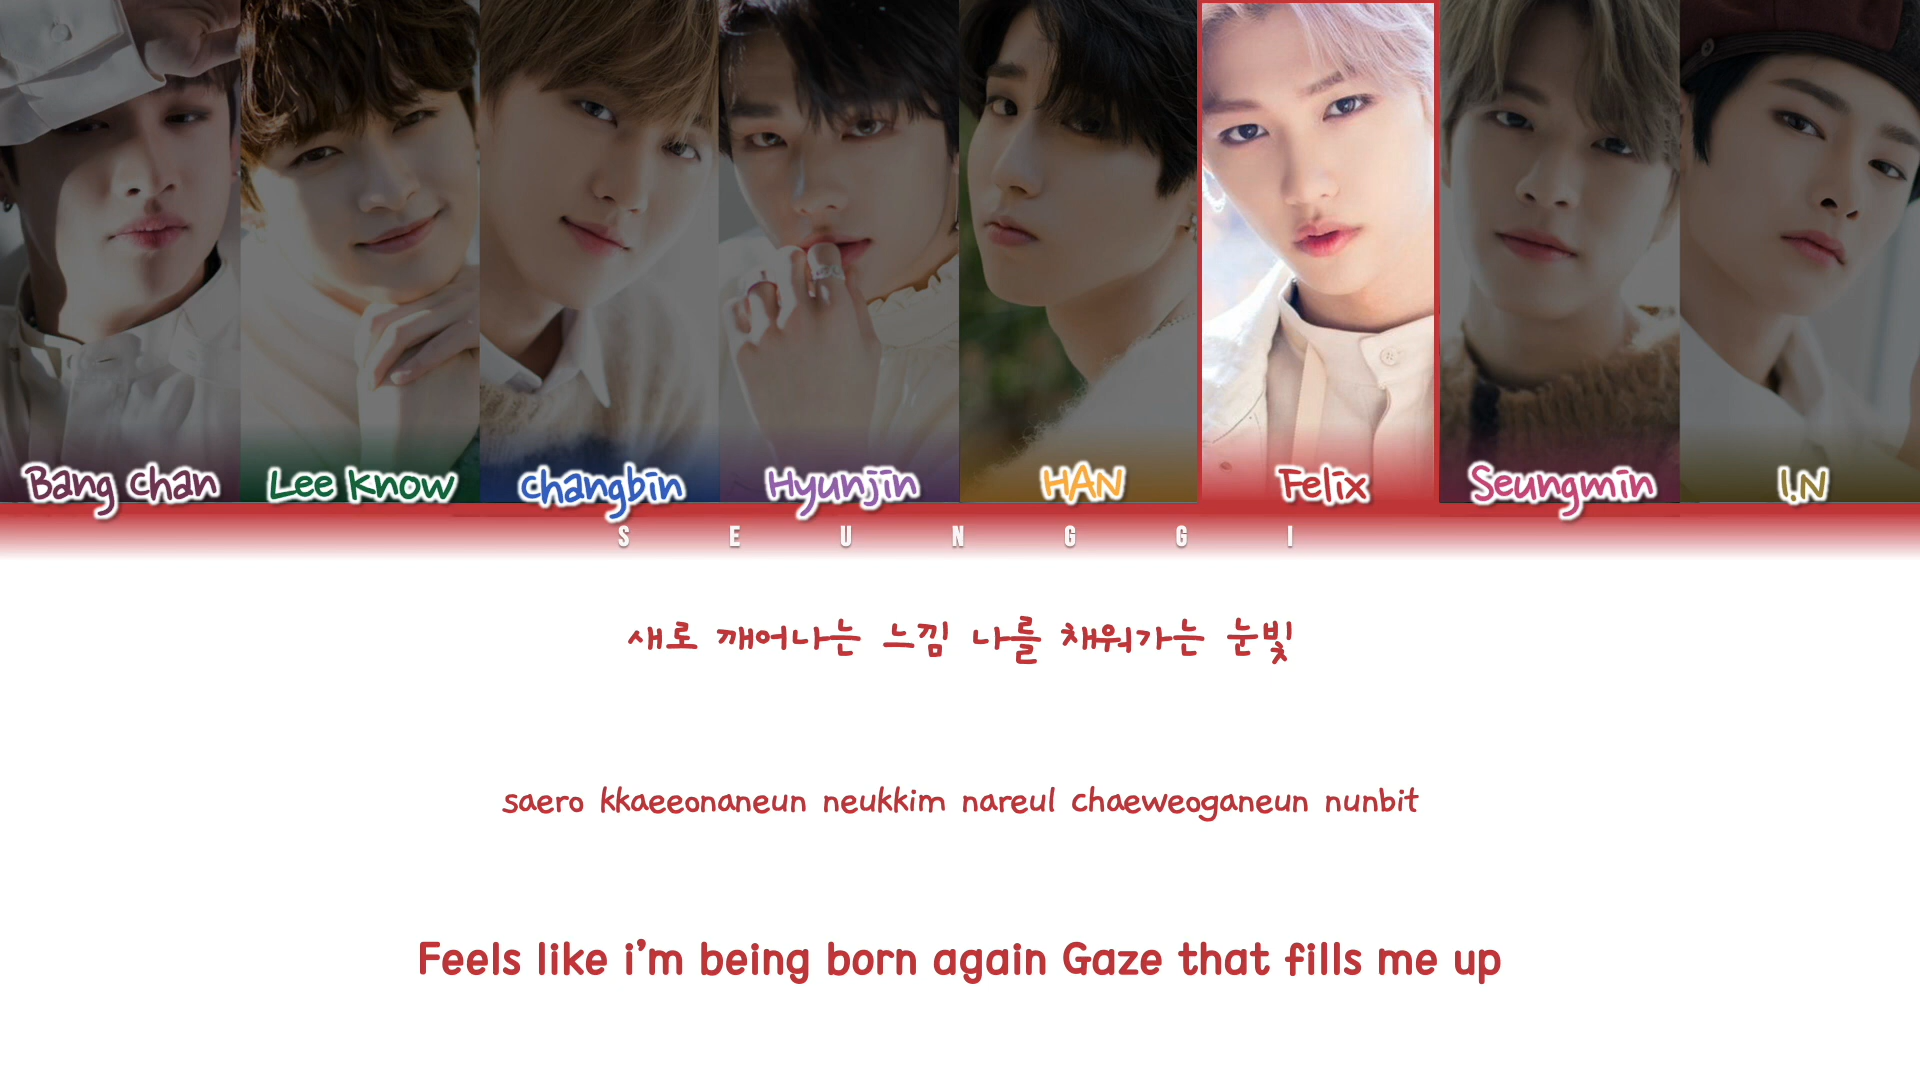 Bang chan Lee Know changbin Hyunjin HAN Felix Seungmin I.N
SEUNGGI
새로 깨어나는 느낌 나를 채워가는 눈빛
saero kkaeeonaneun neukkim nareul chaeweoganeun nunbit
Feels like i'm being born again Gaze that fills me up